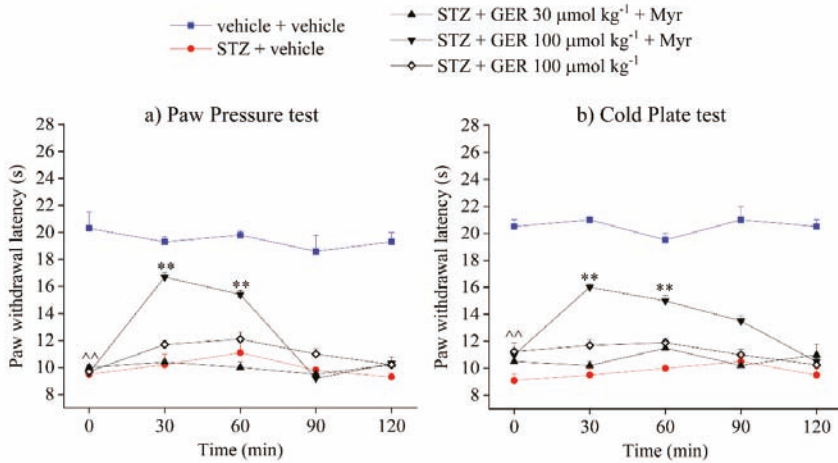 vehicle + vehicle
STZ + vehicle
STZ + GER 30 μmol kg⁻¹ + Myr
STZ + GER 100 μmol kg⁻¹ + Myr
STZ + GER 100 μmol kg⁻¹
a) Paw Pressure test
Paw withdrawal latency (s)
28
26
24
22
20
18
16
14
12
10
8
^^
**
**
0 30 60 90 120
Time (min)
b) Cold Plate test
Paw withdrawal latency (s)
28
26
24
22
20
18
16
14
12
10
8
^^
**
**
0 30 60 90 120
Time (min)